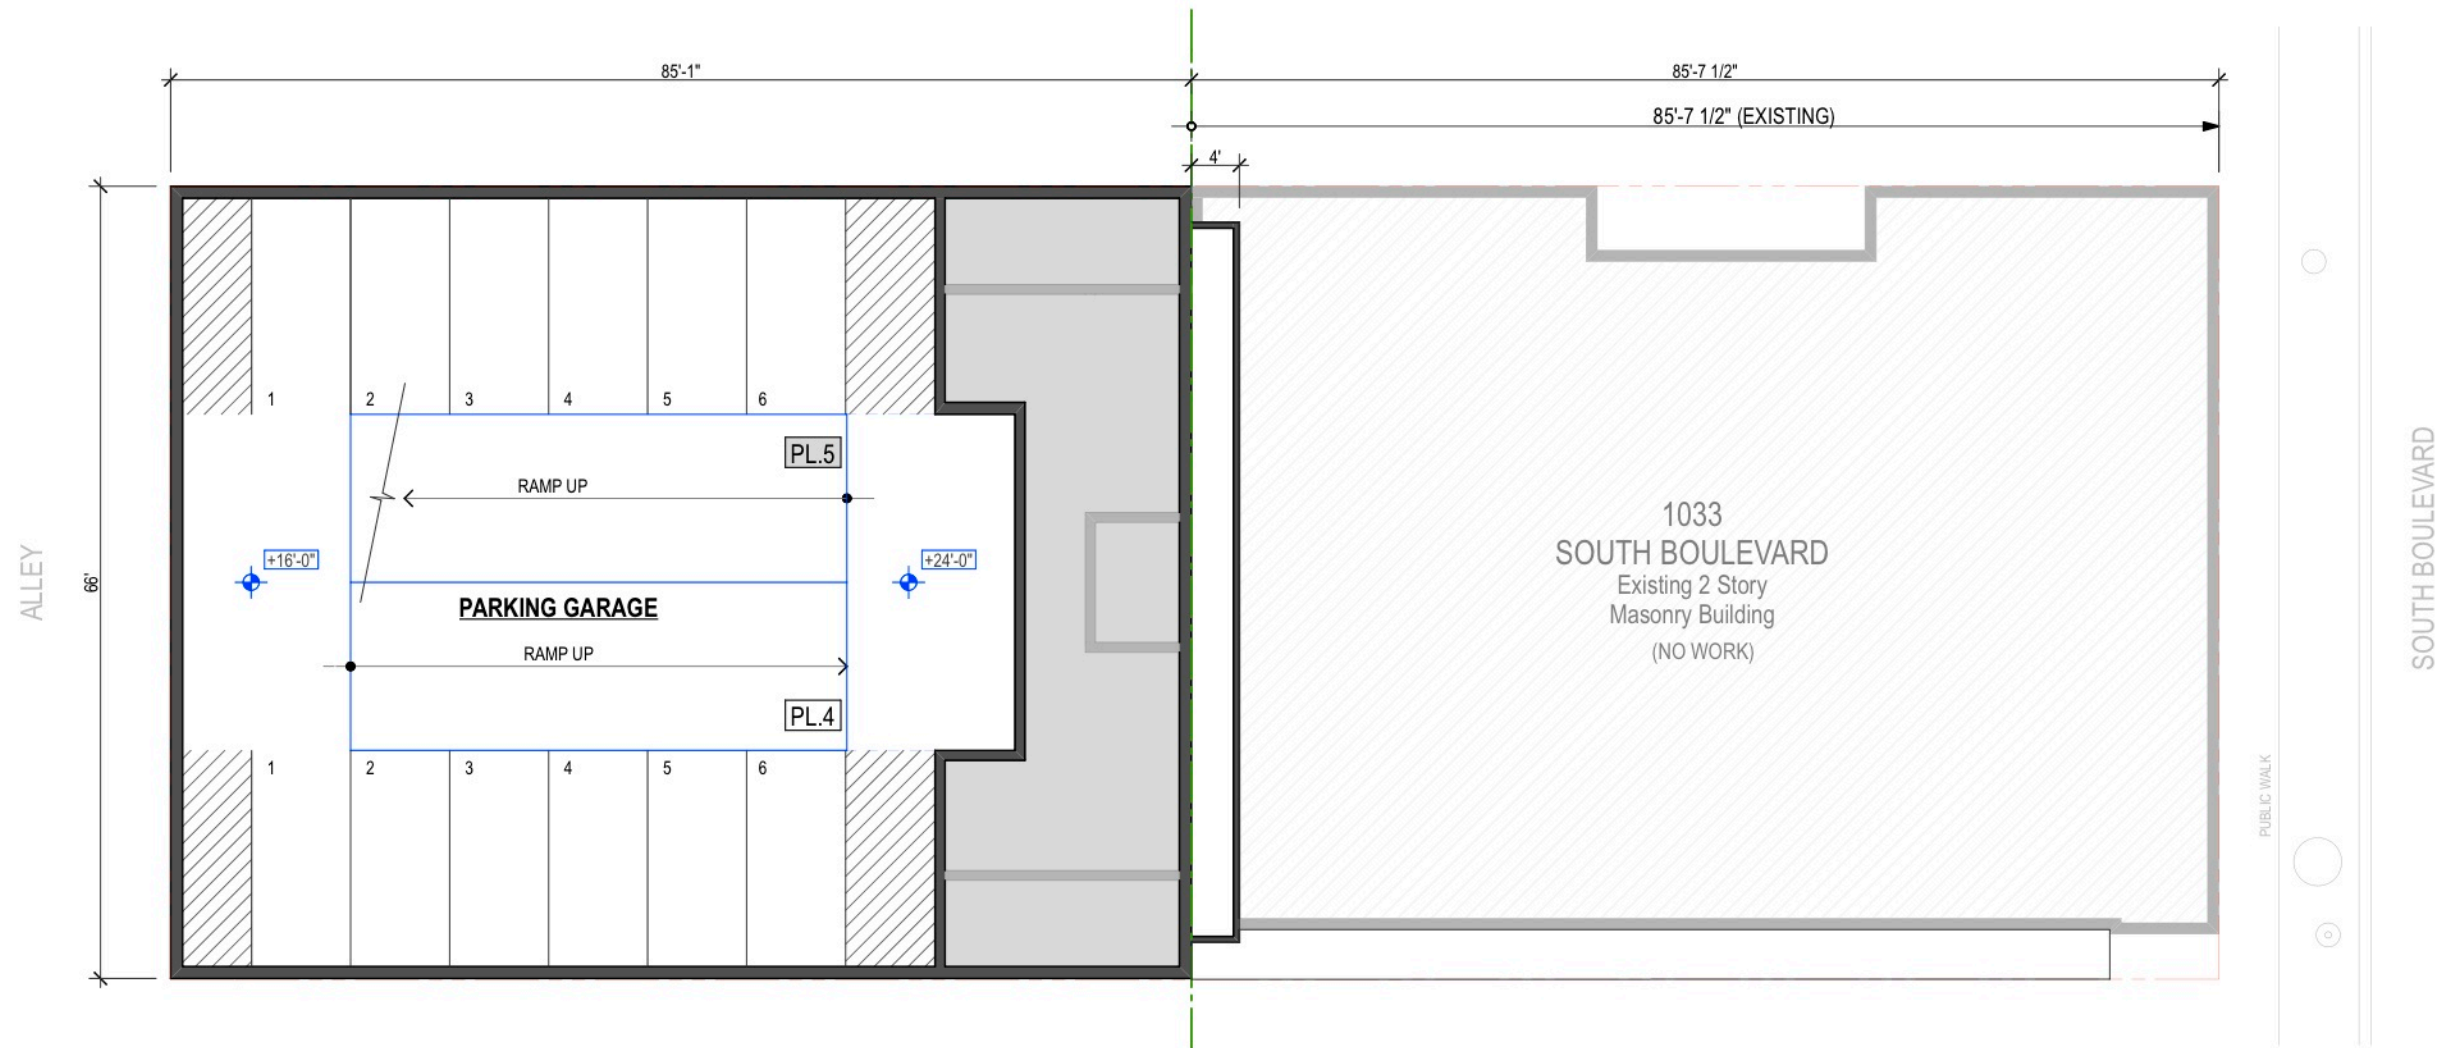 85'-1"
85'-7 1/2"
85'-7 1/2" (EXISTING)
4'
1 2 3 4 5 6
PL.5
RAMP UP
+16'-0"
+24'-0"
ALLEY
66'
PARKING GARAGE
RAMP UP
PL.4
1 2 3 4 5 6
1033
SOUTH BOULEVARD
Existing 2 Story
Masonry Building
(NO WORK)
PUBLIC WALK
SOUTH BOULEVARD